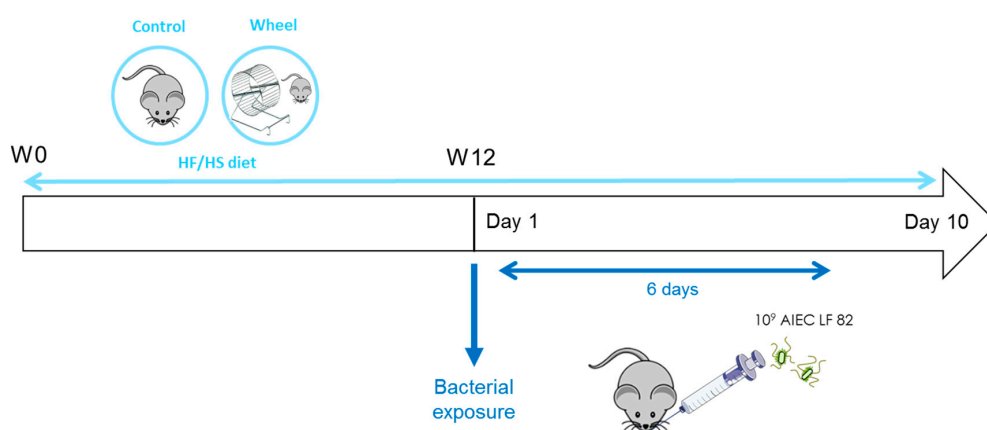 Control
Wheel
HF/HS diet
W0
W12
Day 1
Day 10
6 days
10⁹ AIEC LF 82
Bacterial
exposure